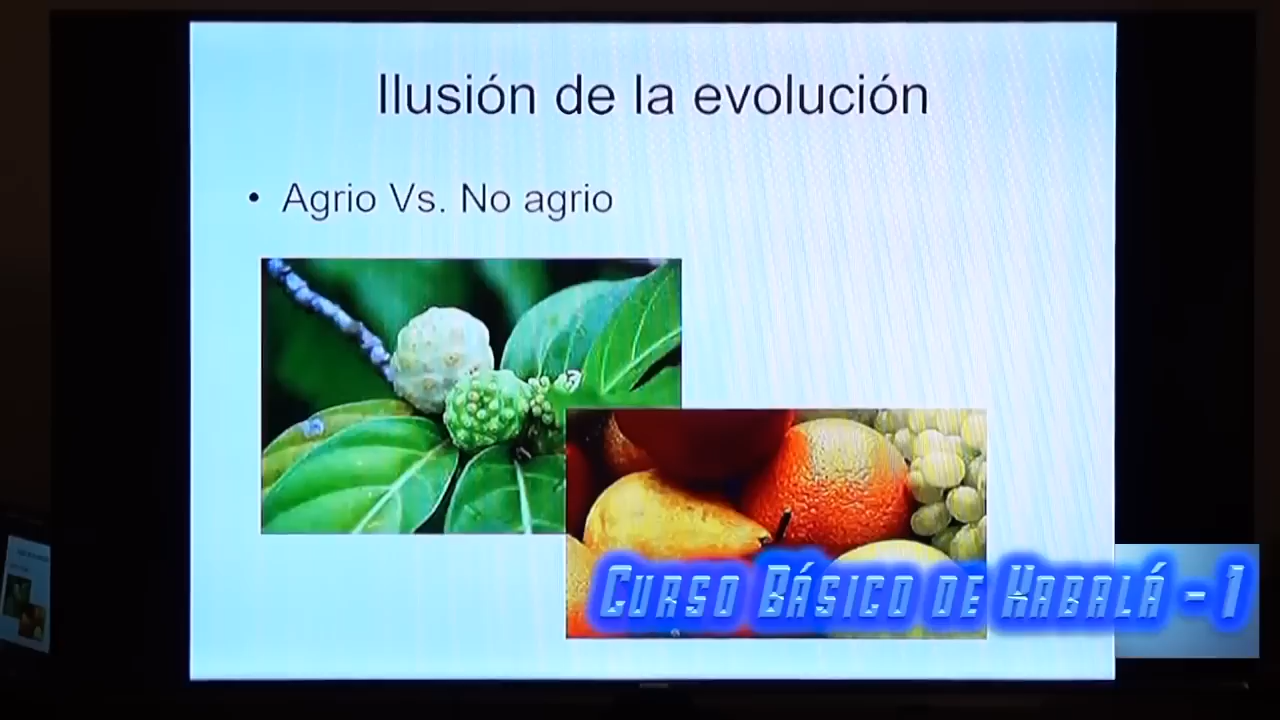 Ilusión de la evolución
• Agrio Vs. No agrio
Curso Básico de Kabalá - 1